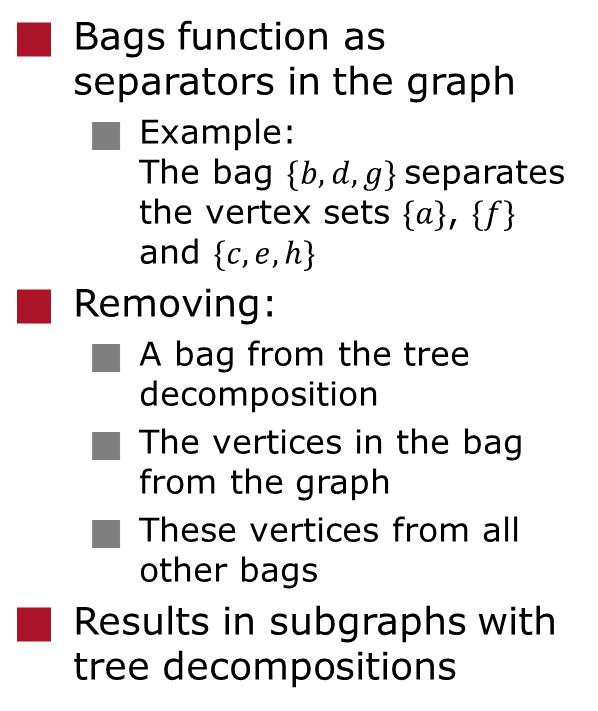 Bags function as
separators in the graph
Example:
The bag {b, d, g} separates
the vertex sets {a}, {f}
and {c, e, h}
Removing:
A bag from the tree
decomposition
The vertices in the bag
from the graph
These vertices from all
other bags
Results in subgraphs with
tree decompositions